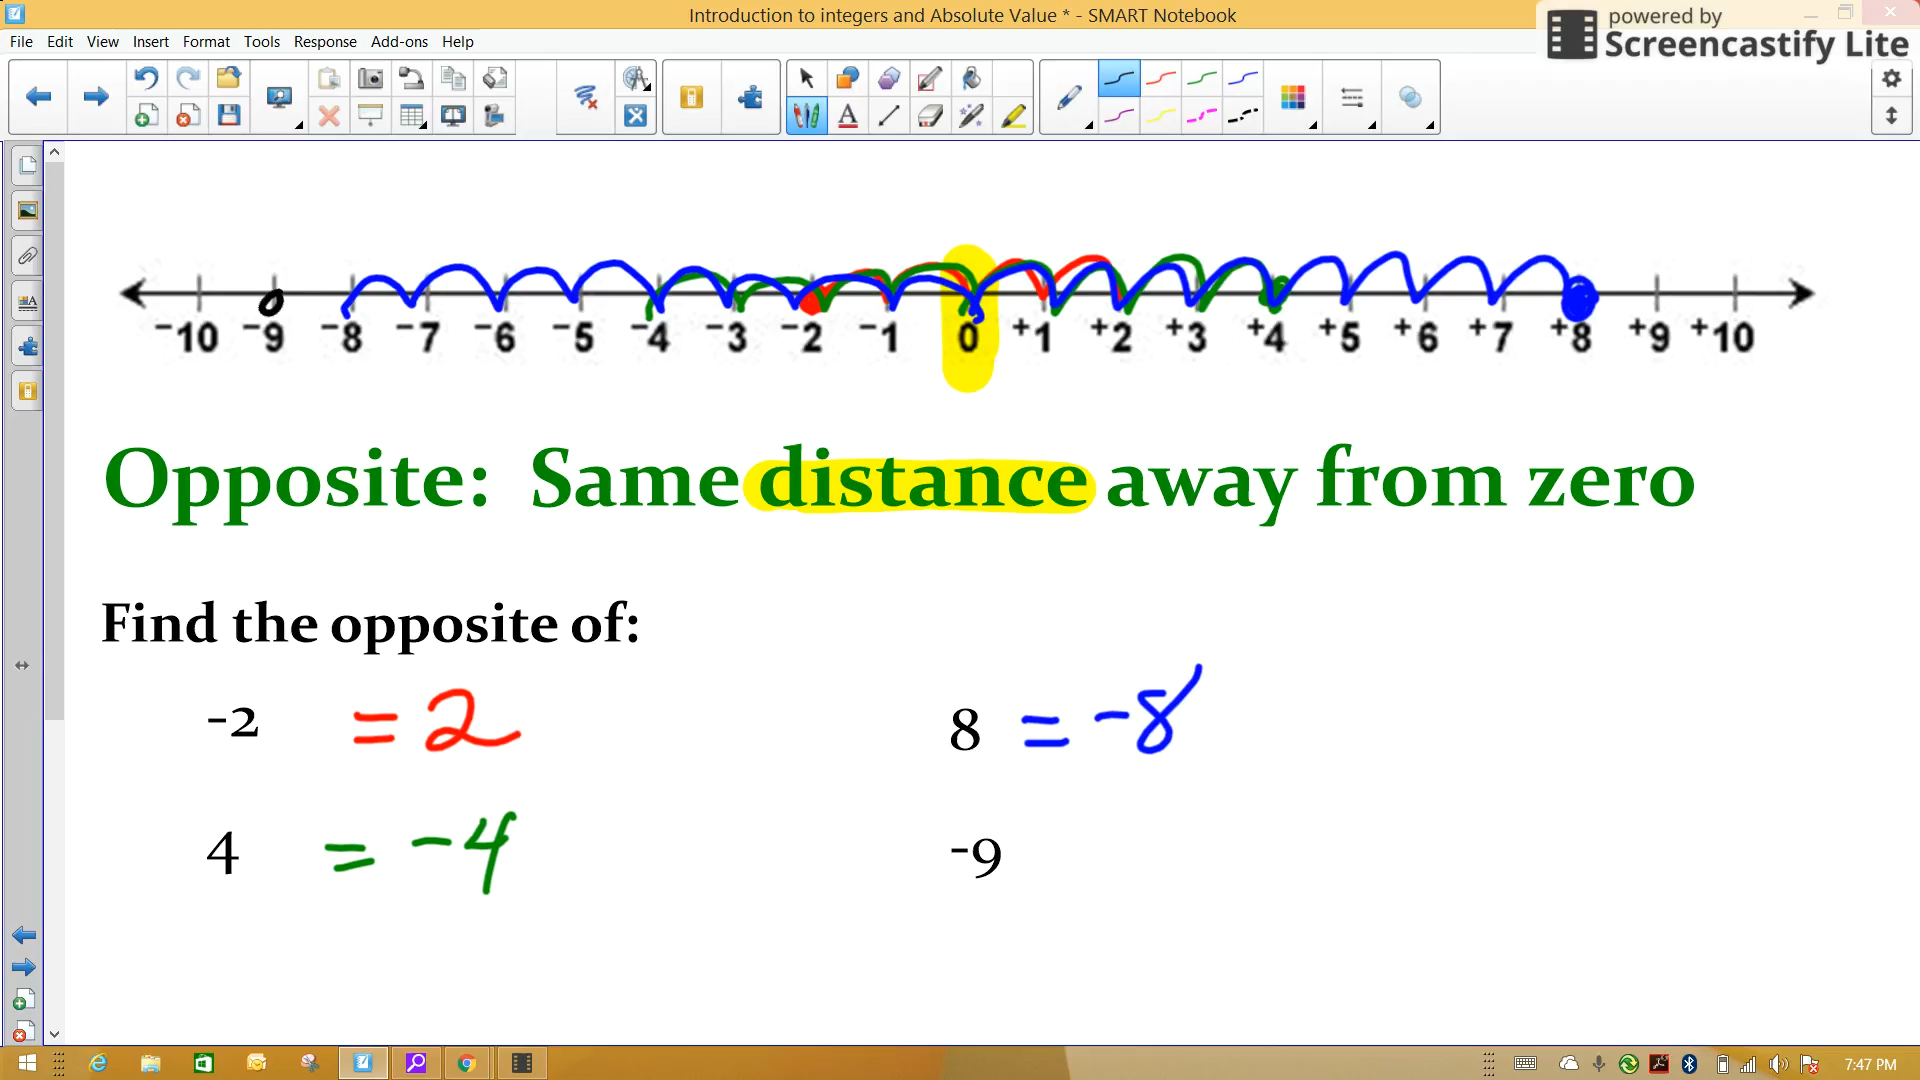 Introduction to integers and Absolute Value * - SMART Notebook
powered by
Screencastify Lite
File Edit View Insert Format Tools Response Add-ons Help
-10 -9 -8 -7 -6 -5 -4 -3 -2 -1 0 +1 +2 +3 +4 +5 +6 +7 +8 +9 +10
Opposite: Same distance away from zero
Find the opposite of:
-2 = 2 8 = -8
4 = -4 -9
7:47 PM